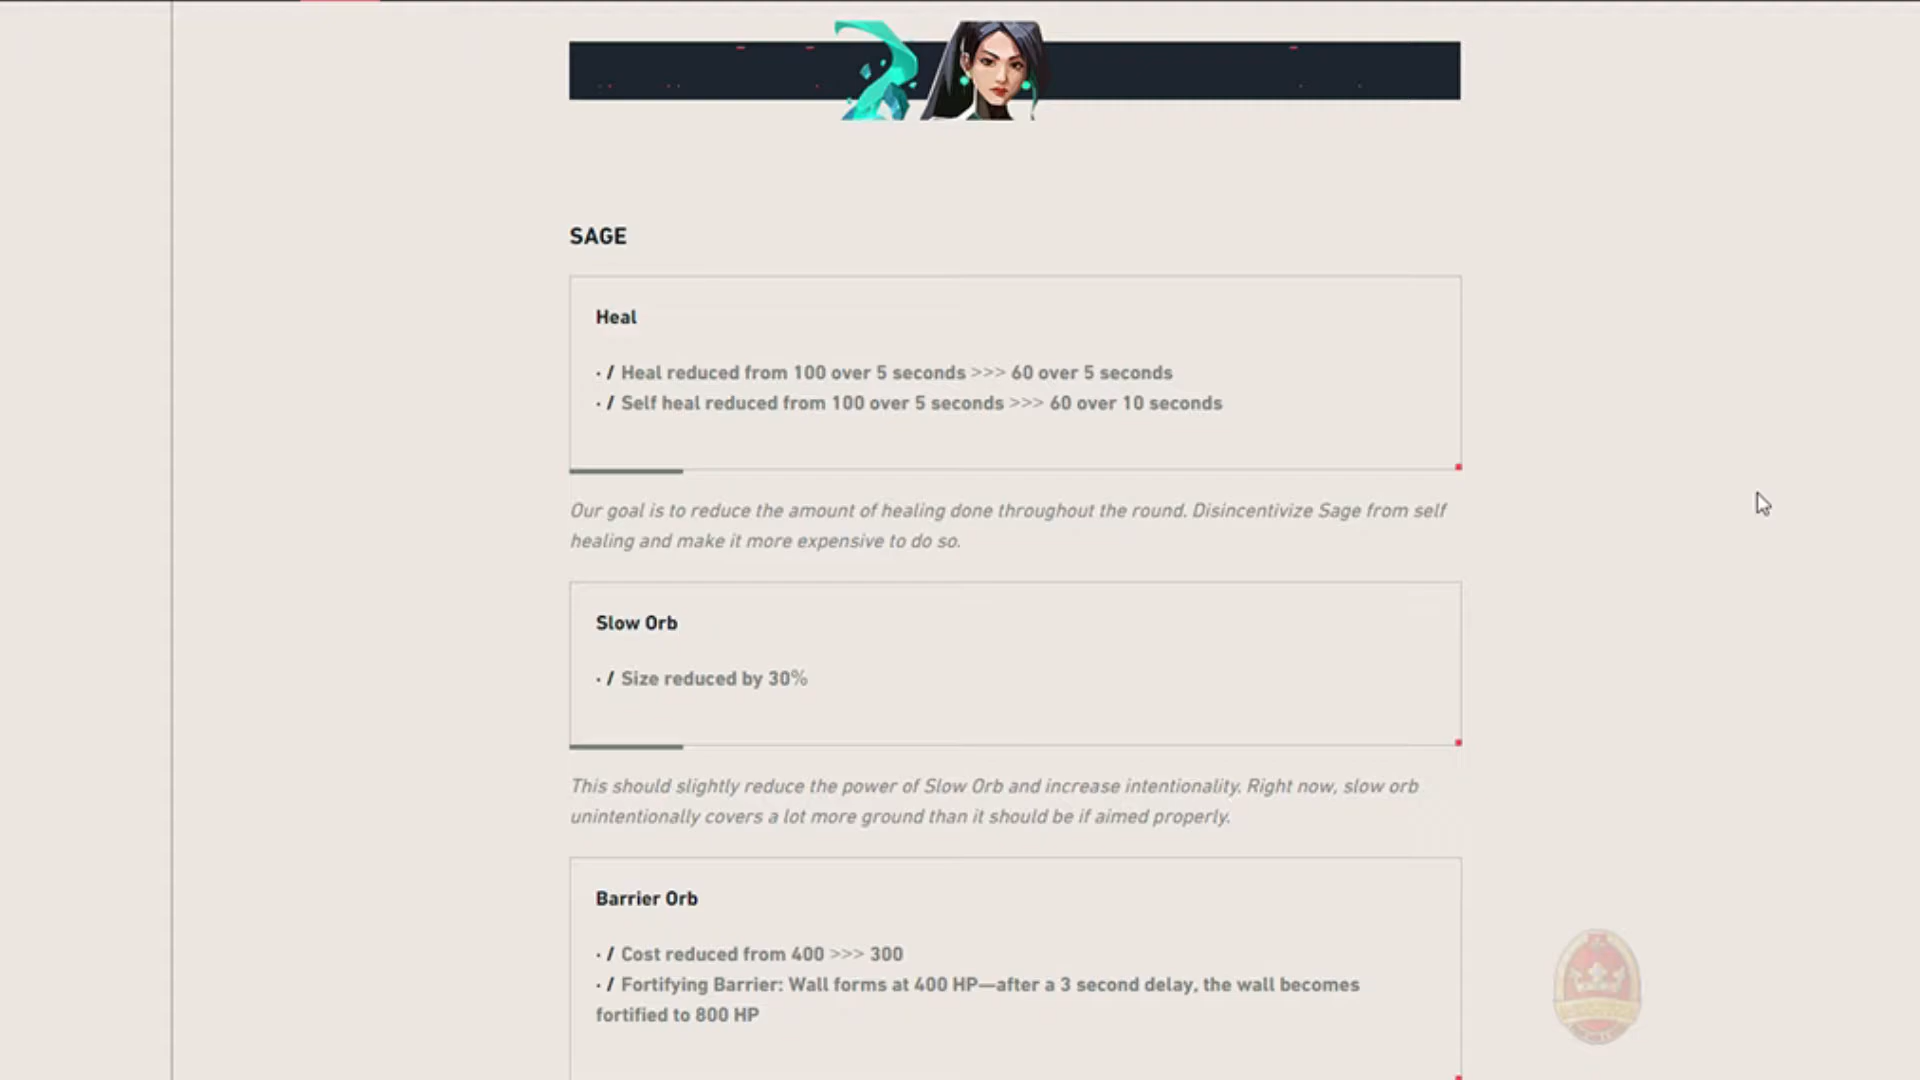 SAGE
Heal
· / Heal reduced from 100 over 5 seconds >>> 60 over 5 seconds
· / Self heal reduced from 100 over 5 seconds >>> 60 over 10 seconds
Our goal is to reduce the amount of healing done throughout the round. Disincentivize Sage from self
healing and make it more expensive to do so.
Slow Orb
· / Size reduced by 30%
This should slightly reduce the power of Slow Orb and increase intentionality. Right now, slow orb
unintentionally covers a lot more ground than it should be if aimed properly.
Barrier Orb
· / Cost reduced from 400 >>> 300
· / Fortifying Barrier: Wall forms at 400 HP—after a 3 second delay, the wall becomes
fortified to 800 HP